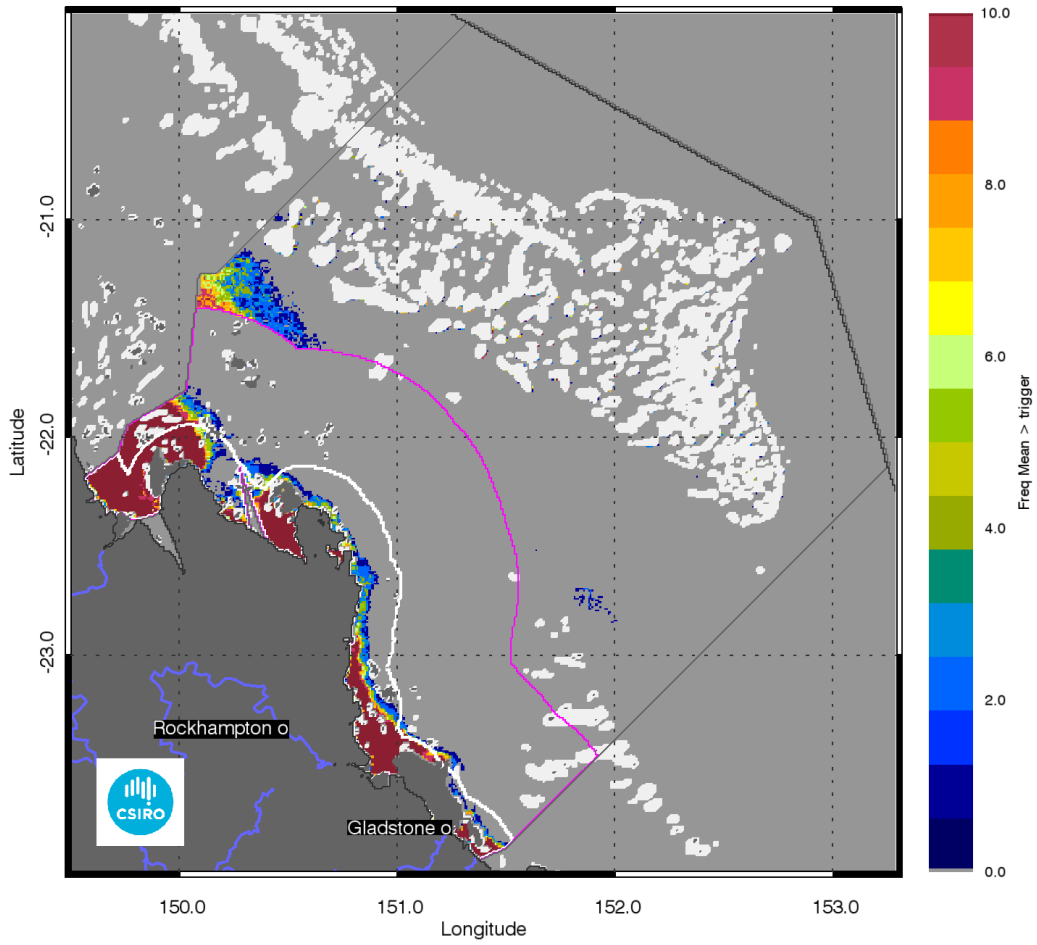 10.0
8.0
6.0
4.0
2.0
0.0
Freq Mean > trigger
-21.0
-22.0
-23.0
Latitude
Rockhampton o
CSIRO
Gladstone o
150.0
151.0
152.0
153.0
Longitude